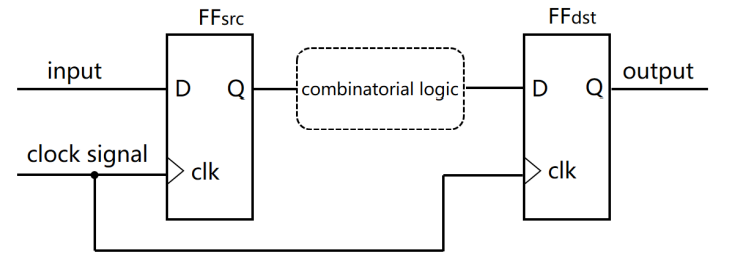 FFsrc
FFdst
input
D
Q
combinatorial logic
D
Q
output
clock signal
clk
clk